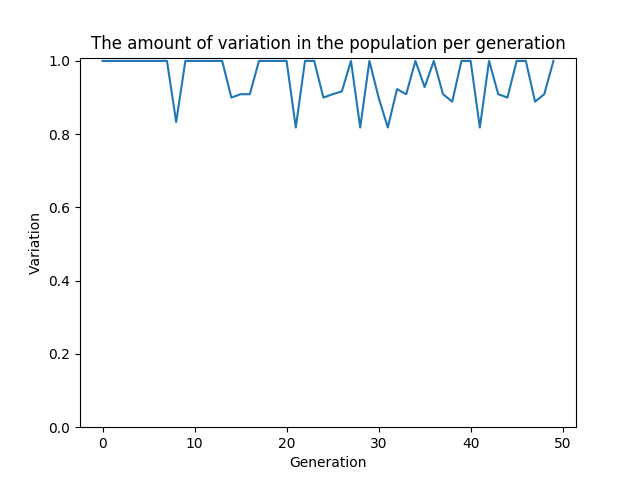 The amount of variation in the population per generation
1.0
0.8
0.6
0.4
0.2
0.0
Variation
0 10 20 30 40 50
Generation